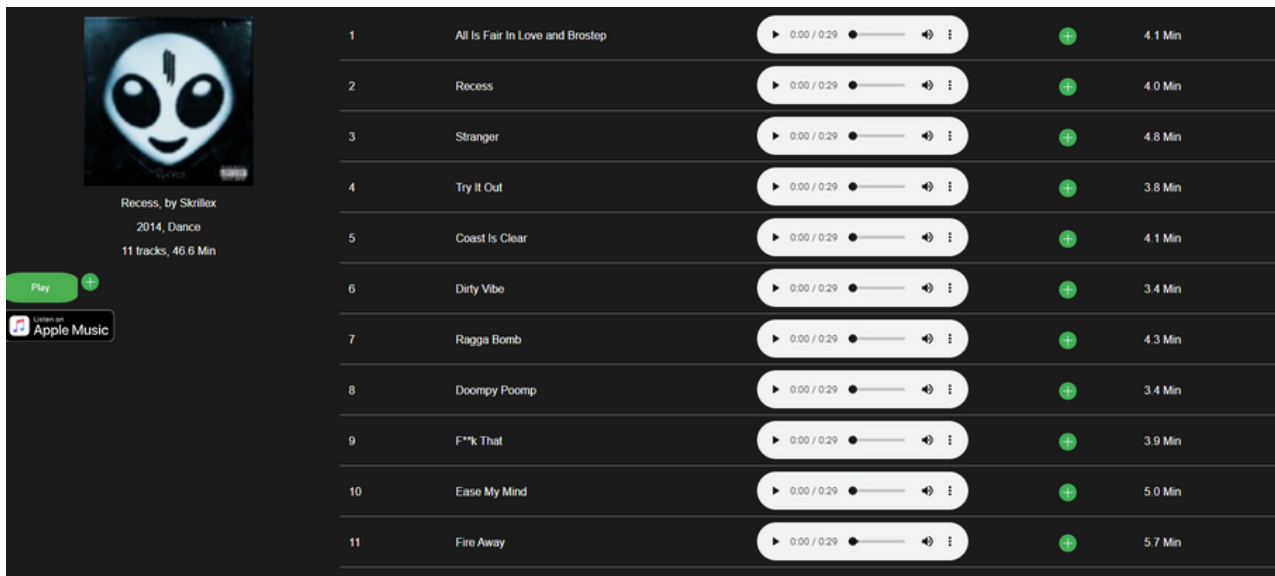 Recess, by Skrillex
2014, Dance
11 tracks, 46.6 Min
Play
Listen on
Apple Music
1 All Is Fair In Love and Brostep 0:00 / 0:29 4.1 Min
2 Recess 0:00 / 0:29 4.0 Min
3 Stranger 0:00 / 0:29 4.8 Min
4 Try It Out 0:00 / 0:29 3.8 Min
5 Coast Is Clear 0:00 / 0:29 4.1 Min
6 Dirty Vibe 0:00 / 0:29 3.4 Min
7 Ragga Bomb 0:00 / 0:29 4.3 Min
8 Doompy Poomp 0:00 / 0:29 3.4 Min
9 F**k That 0:00 / 0:29 3.9 Min
10 Ease My Mind 0:00 / 0:29 5.0 Min
11 Fire Away 0:00 / 0:29 5.7 Min